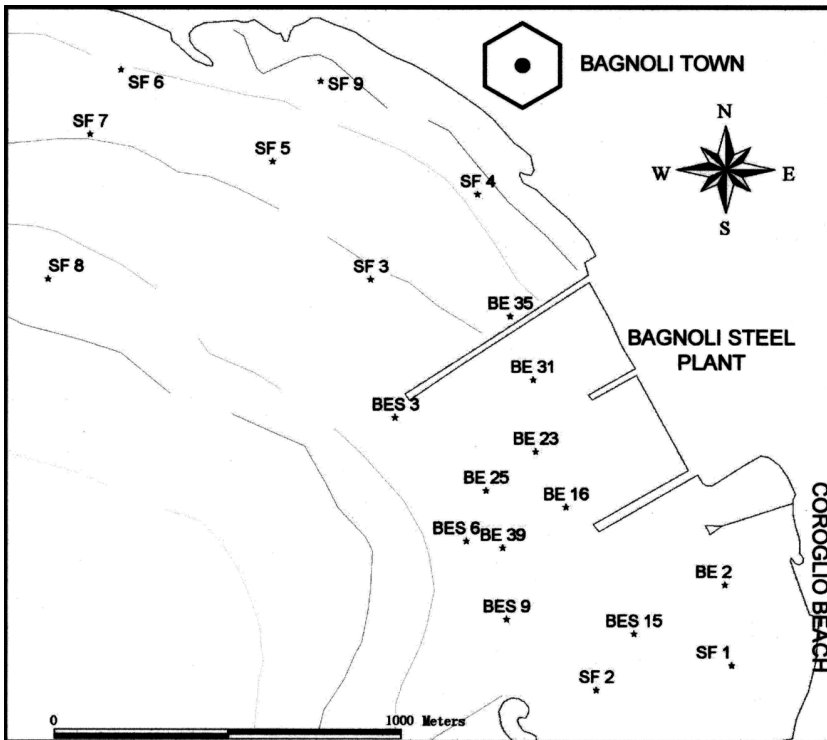 BAGNOLI TOWN
SF 6
SF 9
N
SF 7
SF 5
W
E
SF 4
S
SF 8
SF 3
BE 35
BAGNOLI STEEL
PLANT
BE 31
BES 3
BE 23
BE 25
BE 16
BES 6
BE 39
COROGLIO BEACH
BE 2
BES 9
BES 15
SF 1
SF 2
0
1000 Meters